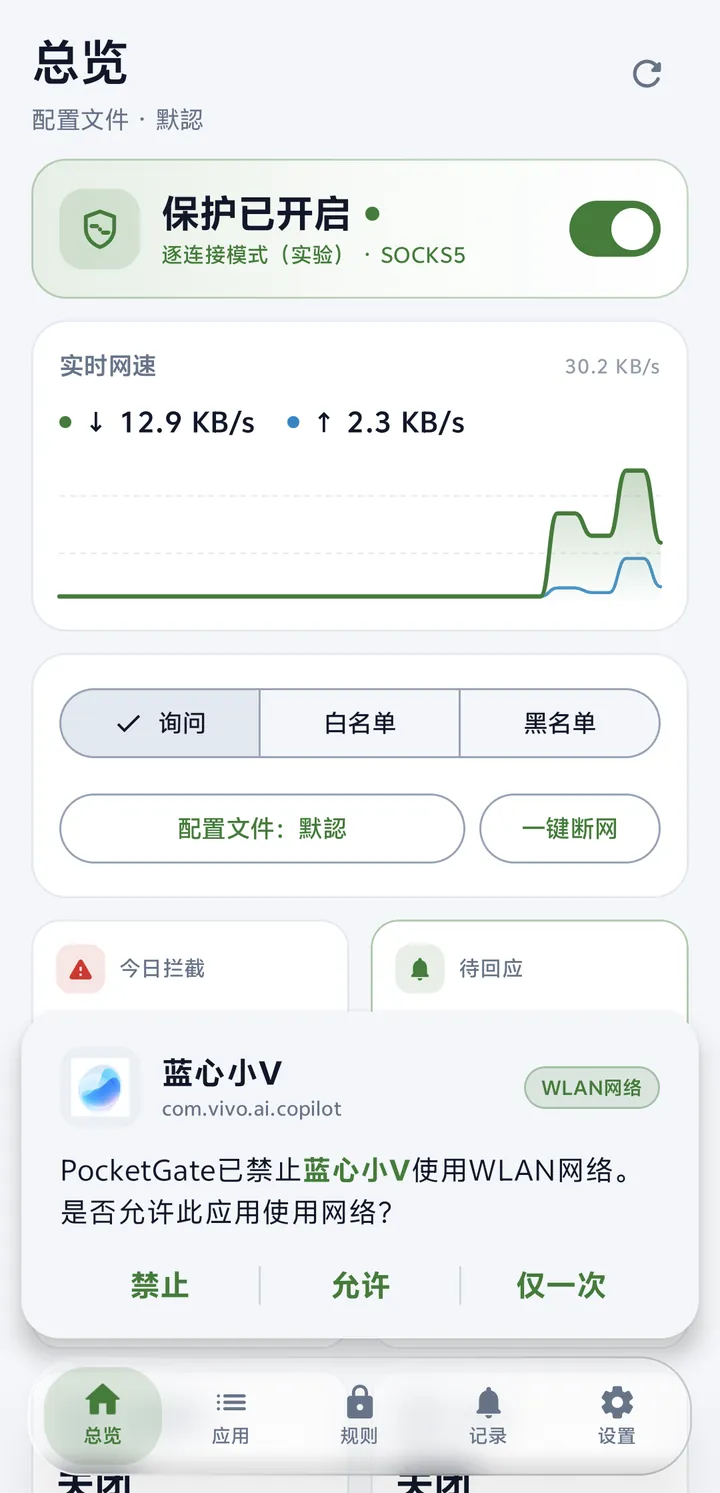 总览
配置文件 · 默認
保护已开启
逐连接模式（实验） · SOCKS5
实时网速
30.2 KB/s
↓ 12.9 KB/s ↑ 2.3 KB/s
询问 白名单 黑名单
配置文件：默認 一键断网
今日拦截 待回应
蓝心小V
com.vivo.ai.copilot
WLAN网络
PocketGate已禁止蓝心小V使用WLAN网络。
是否允许此应用使用网络?
禁止 允许 仅一次
总览 应用 规则 记录 设置
关闭 关闭